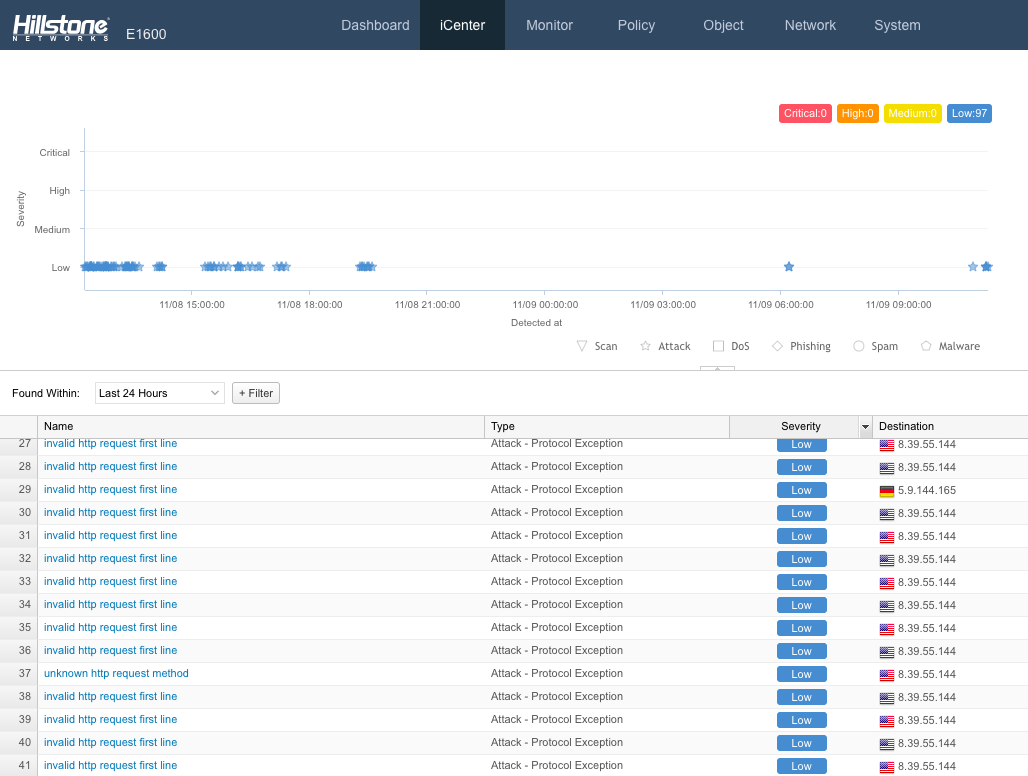 Hillstone
NETWORKS
E1600
Dashboard iCenter Monitor Policy Object Network System
Critical:0 High:0 Medium:0 Low:97
Severity
Critical
High
Medium
Low
11/08 15:00:00 11/08 18:00:00 11/08 21:00:00 11/09 00:00:00 11/09 03:00:00 11/09 06:00:00 11/09 09:00:00
Detected at
Scan Attack DoS Phishing Spam Malware
Found Within: Last 24 Hours + Filter
Name Type Severity Destination
27 invalid http request first line Attack - Protocol Exception Low 8.39.55.144
28 invalid http request first line Attack - Protocol Exception Low 8.39.55.144
29 invalid http request first line Attack - Protocol Exception Low 5.9.144.165
30 invalid http request first line Attack - Protocol Exception Low 8.39.55.144
31 invalid http request first line Attack - Protocol Exception Low 8.39.55.144
32 invalid http request first line Attack - Protocol Exception Low 8.39.55.144
33 invalid http request first line Attack - Protocol Exception Low 8.39.55.144
34 invalid http request first line Attack - Protocol Exception Low 8.39.55.144
35 invalid http request first line Attack - Protocol Exception Low 8.39.55.144
36 invalid http request first line Attack - Protocol Exception Low 8.39.55.144
37 unknown http request method Attack - Protocol Exception Low 8.39.55.144
38 invalid http request first line Attack - Protocol Exception Low 8.39.55.144
39 invalid http request first line Attack - Protocol Exception Low 8.39.55.144
40 invalid http request first line Attack - Protocol Exception Low 8.39.55.144
41 invalid http request first line Attack - Protocol Exception Low 8.39.55.144